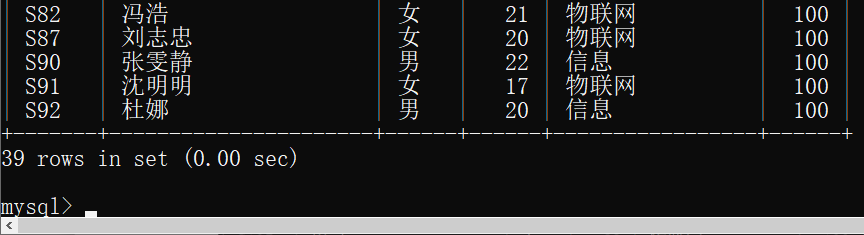 | S82 | 冯浩 | 女 | 21 | 物联网 | 100 |
| S87 | 刘志忠 | 女 | 20 | 物联网 | 100 |
| S90 | 张雯静 | 男 | 22 | 信息 | 100 |
| S91 | 沈明明 | 女 | 17 | 物联网 | 100 |
| S92 | 杜娜 | 男 | 20 | 信息 | 100 |
+-------+-----------------------+------+------+-----------------+------+
39 rows in set (0.00 sec)
mysql>